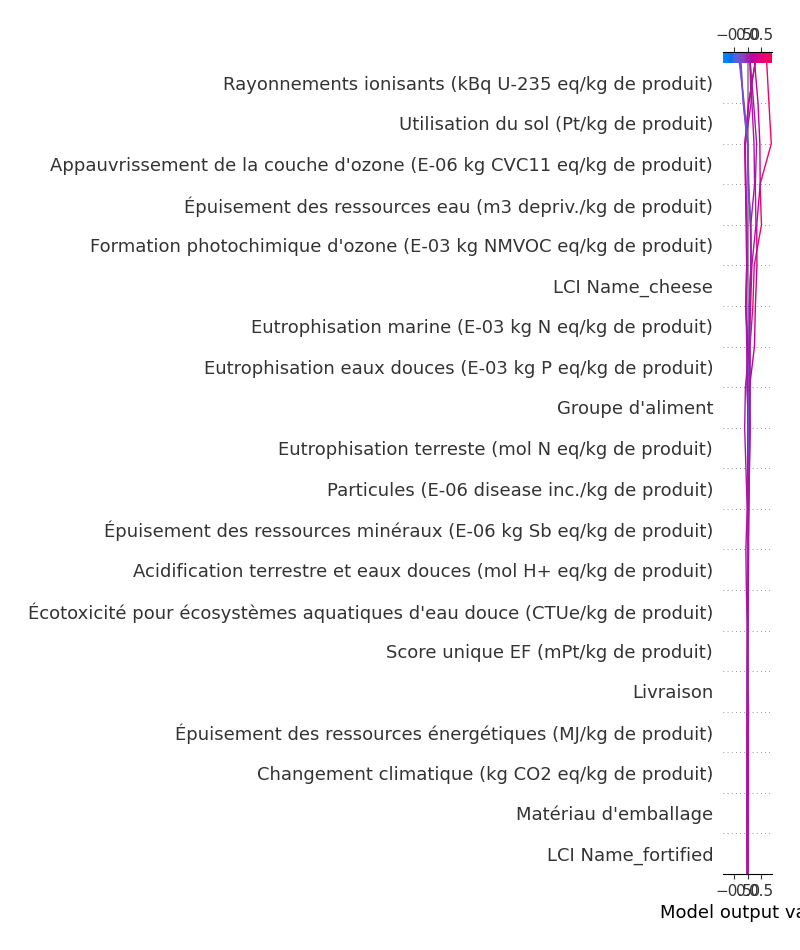 −0.50.00.5
Rayonnements ionisants (kBq U-235 eq/kg de produit)
Utilisation du sol (Pt/kg de produit)
Appauvrissement de la couche d'ozone (E-06 kg CVC11 eq/kg de produit)
Épuisement des ressources eau (m3 depriv./kg de produit)
Formation photochimique d'ozone (E-03 kg NMVOC eq/kg de produit)
LCI Name_cheese
Eutrophisation marine (E-03 kg N eq/kg de produit)
Eutrophisation eaux douces (E-03 kg P eq/kg de produit)
Groupe d'aliment
Eutrophisation terreste (mol N eq/kg de produit)
Particules (E-06 disease inc./kg de produit)
Épuisement des ressources minéraux (E-06 kg Sb eq/kg de produit)
Acidification terrestre et eaux douces (mol H+ eq/kg de produit)
Écotoxicité pour écosystèmes aquatiques d'eau douce (CTUe/kg de produit)
Score unique EF (mPt/kg de produit)
Livraison
Épuisement des ressources énergétiques (MJ/kg de produit)
Changement climatique (kg CO2 eq/kg de produit)
Matériau d'emballage
LCI Name_fortified
−0.50.00.5
Model output va